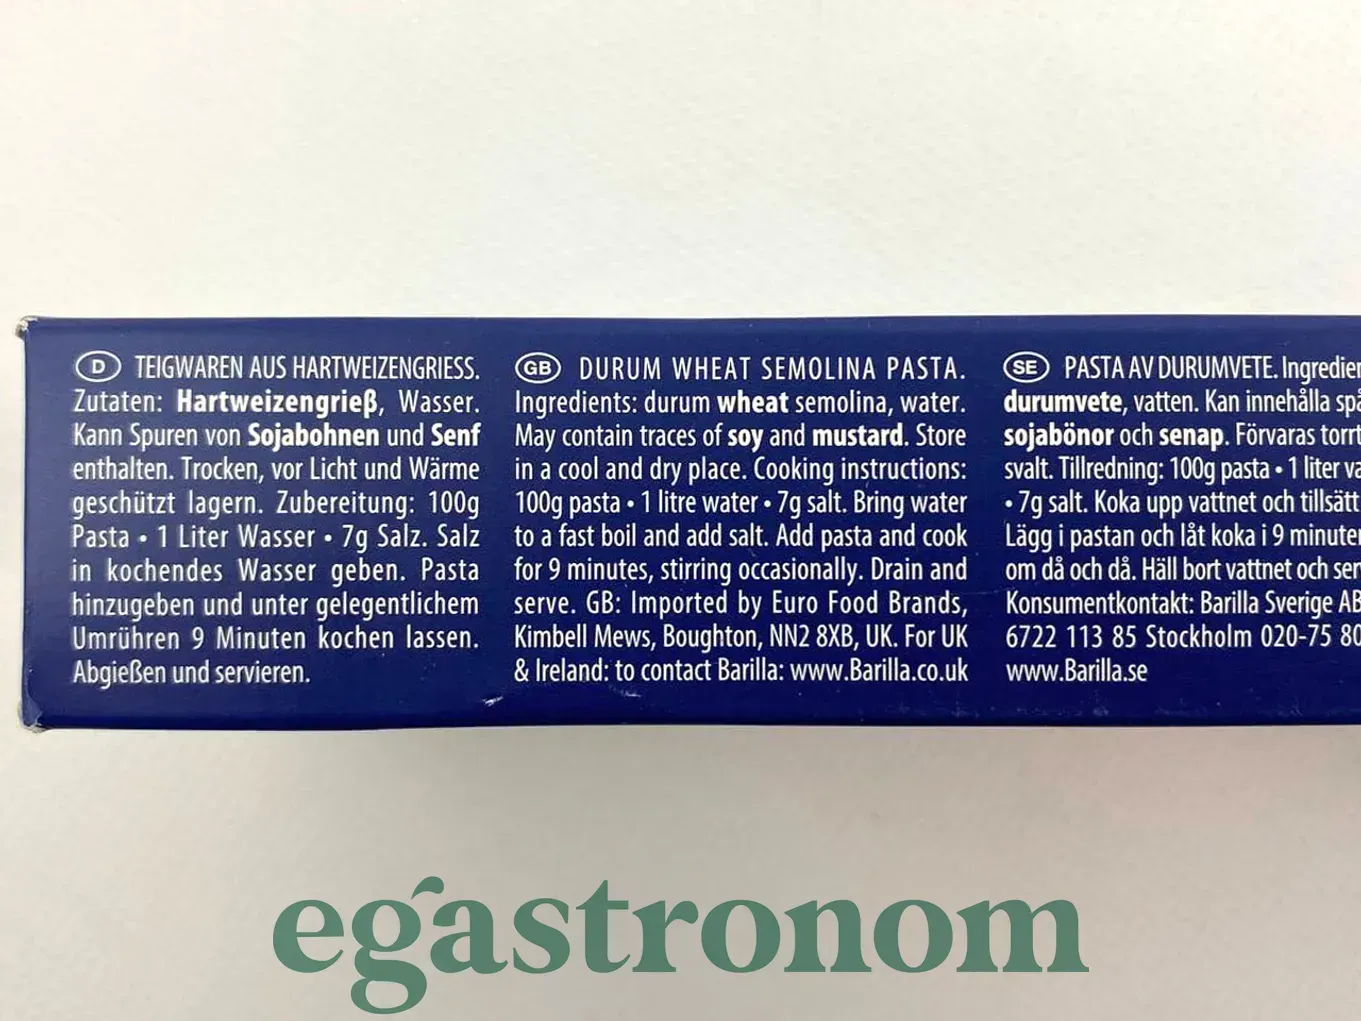 D TEIGWAREN AUS HARTWEIZENGRIESS.
Zutaten: Hartweizengrieß, Wasser.
Kann Spuren von Sojabohnen und Senf
enthalten. Trocken, vor Licht und Wärme
geschützt lagern. Zubereitung: 100g
Pasta • 1 Liter Wasser • 7g Salz. Salz
in kochendes Wasser geben. Pasta
hinzugeben und unter gelegentlichem
Umrühren 9 Minuten kochen lassen.
Abgießen und servieren.
GB DURUM WHEAT SEMOLINA PASTA.
Ingredients: durum wheat semolina, water.
May contain traces of soy and mustard. Store
in a cool and dry place. Cooking instructions:
100g pasta • 1 litre water • 7g salt. Bring water
to a fast boil and add salt. Add pasta and cook
for 9 minutes, stirring occasionally. Drain and
serve. GB: Imported by Euro Food Brands,
Kimbell Mews, Boughton, NN2 8XB, UK. For UK
& Ireland: to contact Barilla: www.Barilla.co.uk
SE PASTA AV DURUMVETE.
durumvete, vatten. Kan innehålla
sojabönor och senap. Förvaras torrt
svalt. Tillredning: 100g pasta • 1 liter
• 7g salt. Koka upp vattnet och tillsätt
Lägg i pastan och låt koka i 9 minuter
om då och då. Häll bort vattnet och
Konsumentkontakt: Barilla Sverige AB
6722 113 85 Stockholm 020-75 80
www.Barilla.se
egastronom